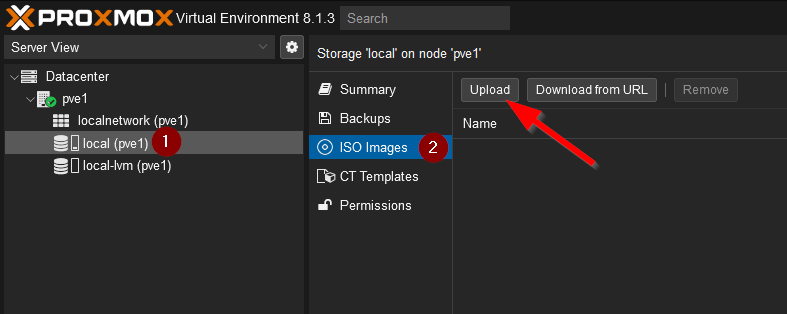 PROXMOX Virtual Environment 8.1.3 Search
Server View
Storage 'local' on node 'pve1'
Datacenter
pve1
localnetwork (pve1)
local (pve1) 1
local-lvm (pve1)
Summary
Backups
ISO Images 2
CT Templates
Permissions
Upload Download from URL Remove
Name